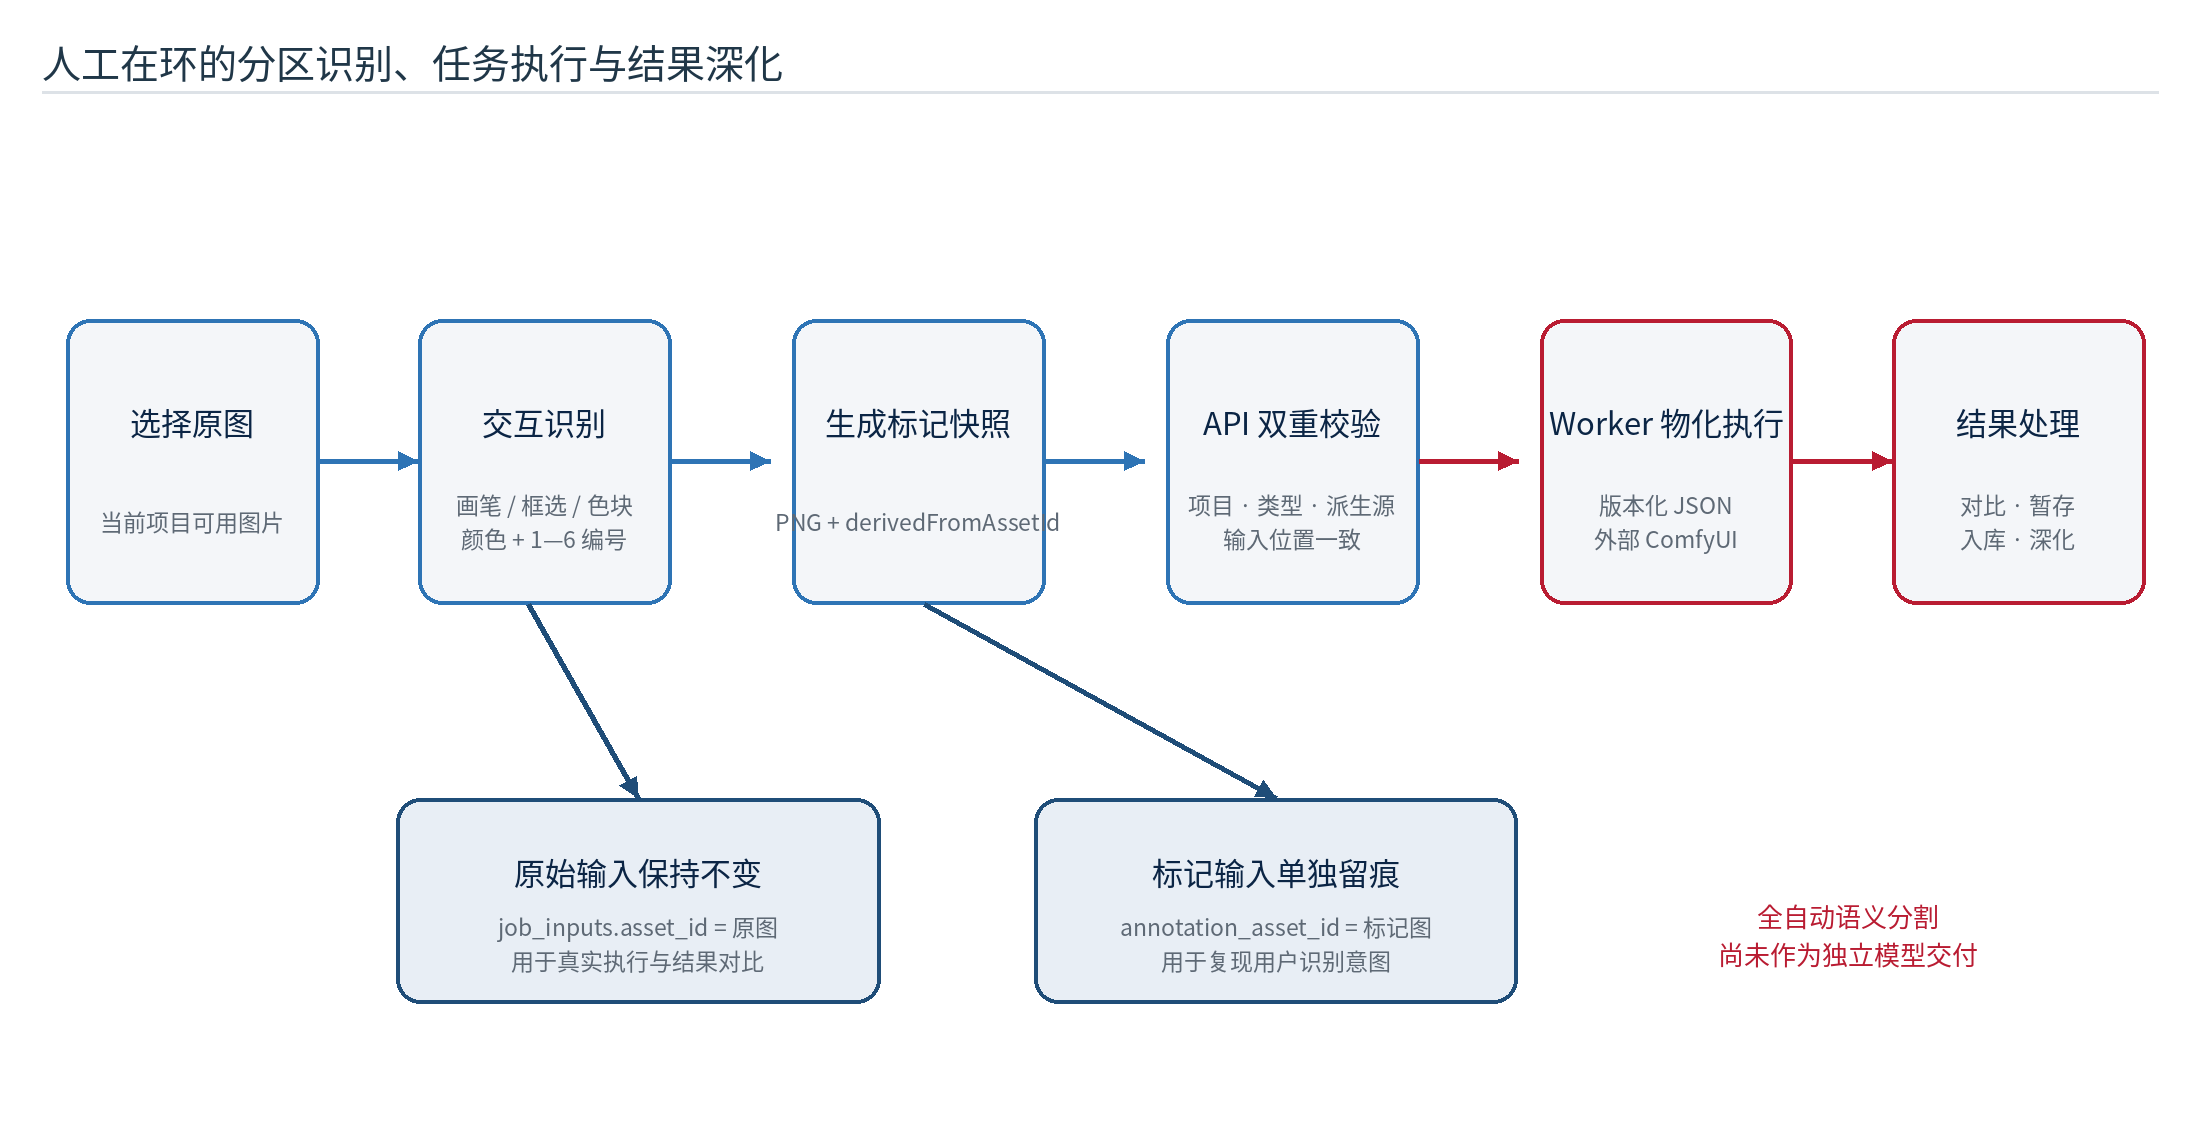 人工在环的分区识别、任务执行与结果深化
选择原图
当前项目可用图片
交互识别
画笔 / 框选 / 色块
颜色 + 1—6 编号
生成标记快照
PNG + derivedFromAssetId
API 双重校验
项目 · 类型 · 派生源
输入位置一致
Worker 物化执行
版本化 JSON
外部 ComfyUI
结果处理
对比 · 暂存
入库 · 深化
原始输入保持不变
job_inputs.asset_id = 原图
用于真实执行与结果对比
标记输入单独留痕
annotation_asset_id = 标记图
用于复现用户识别意图
全自动语义分割
尚未作为独立模型交付